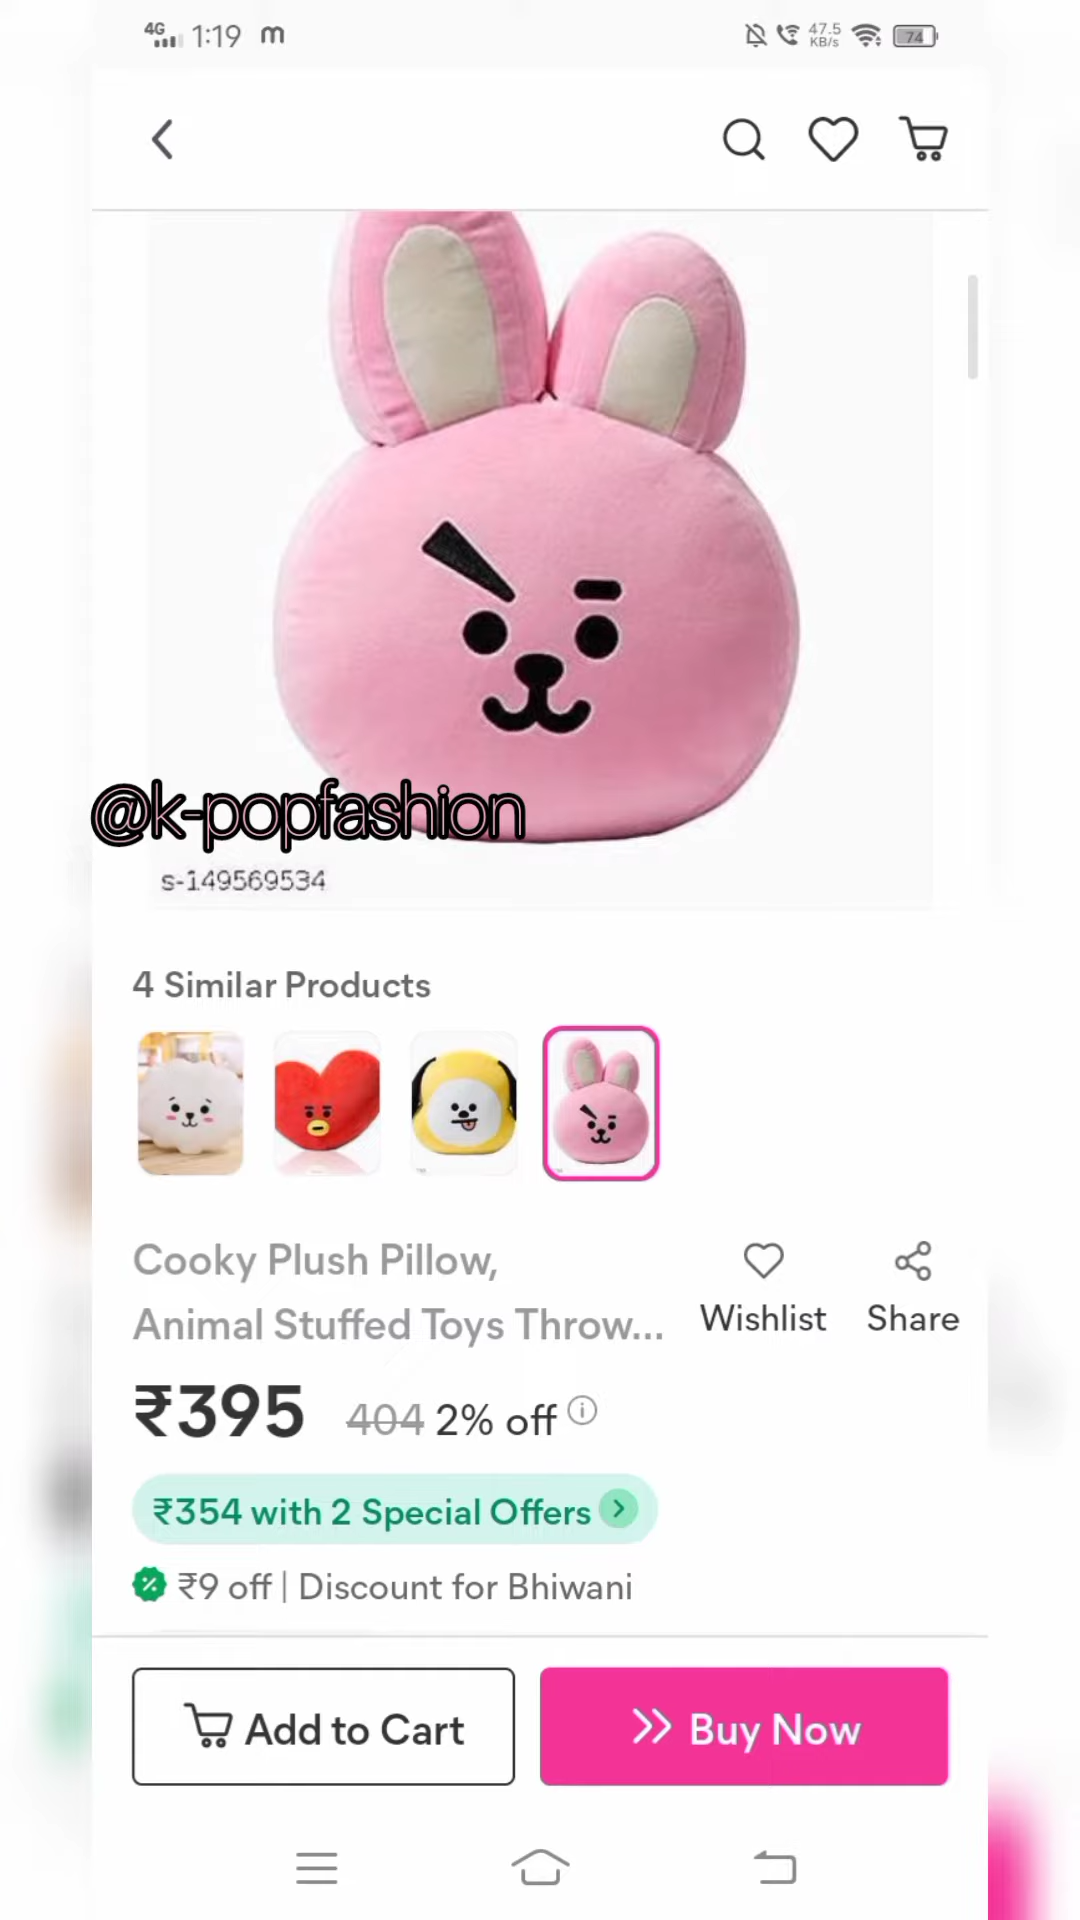 4G 1:19 m 47.5 KB/s 74
@k-popfashion
s-149569534
4 Similar Products
Cooky Plush Pillow,
Animal Stuffed Toys Throw...
Wishlist Share
₹395 404 2% off
₹354 with 2 Special Offers
₹9 off | Discount for Bhiwani
Add to Cart Buy Now